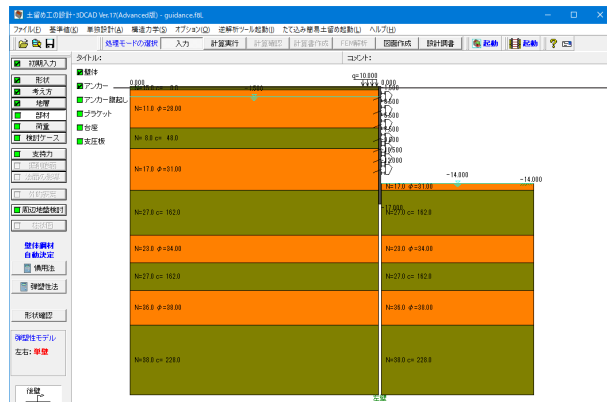 土留め工の設計・3DCAD Ver.17(Advanced版) - guidance.f8L
ファイル(F) 基準値(K) 単独設計(A) 構造力学(S) オプション(O) 逆解析ツール起動(I) たて込み簡易土留め起動(L) ヘルプ(H)
処理モードの選択 入力 計算実行 計算確認 計算書作成 FEM解析 図面作成 設計調書 起動 起動
初期入力
形状
考え方
地層
部材
荷重
検討ケース
支持力
周辺地盤検討
壁体鋼材
自動決定
慣用法
弾塑性法
形状確認
弾塑性モデル
左右: 単壁
後壁
タイトル:
コメント:
壁体
アンカー
アンカー腹起し
ブラケット
台座
支圧板
q=10.000
0.000
0.000
N=11.0 φ=28.00
N= 8.0 c= 48.0
N=17.0 φ=31.00
N=27.0 c= 162.0
N=23.0 φ=34.00
N=27.0 c= 162.0
N=36.0 φ=38.00
N=38.0 c= 228.0
-14.000
-14.000
N=17.0 φ=31.00
-17.000
N=27.0 c= 162.0
N=23.0 φ=34.00
N=27.0 c= 162.0
N=36.0 φ=38.00
N=38.0 c= 228.0
左壁